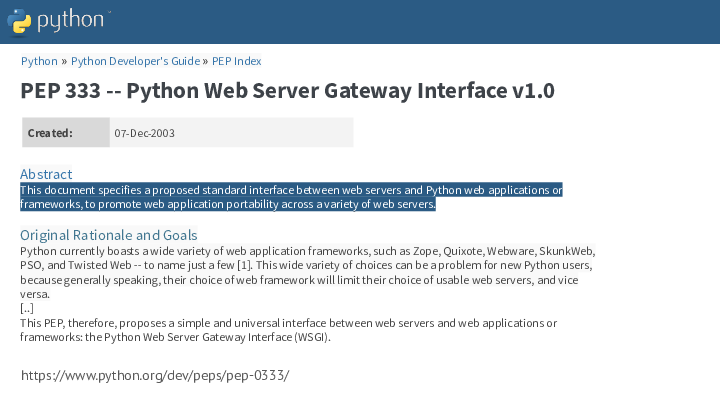 python™
Python » Python Developer's Guide » PEP Index
PEP 333 -- Python Web Server Gateway Interface v1.0
Created: 07-Dec-2003
Abstract
This document specifies a proposed standard interface between web servers and Python web applications or
frameworks, to promote web application portability across a variety of web servers.
Original Rationale and Goals
Python currently boasts a wide variety of web application frameworks, such as Zope, Quixote, Webware, SkunkWeb,
PSO, and Twisted Web -- to name just a few [1]. This wide variety of choices can be a problem for new Python users,
because generally speaking, their choice of web framework will limit their choice of usable web servers, and vice
versa.
[..]
This PEP, therefore, proposes a simple and universal interface between web servers and web applications or
frameworks: the Python Web Server Gateway Interface (WSGI).
https://www.python.org/dev/peps/pep-0333/